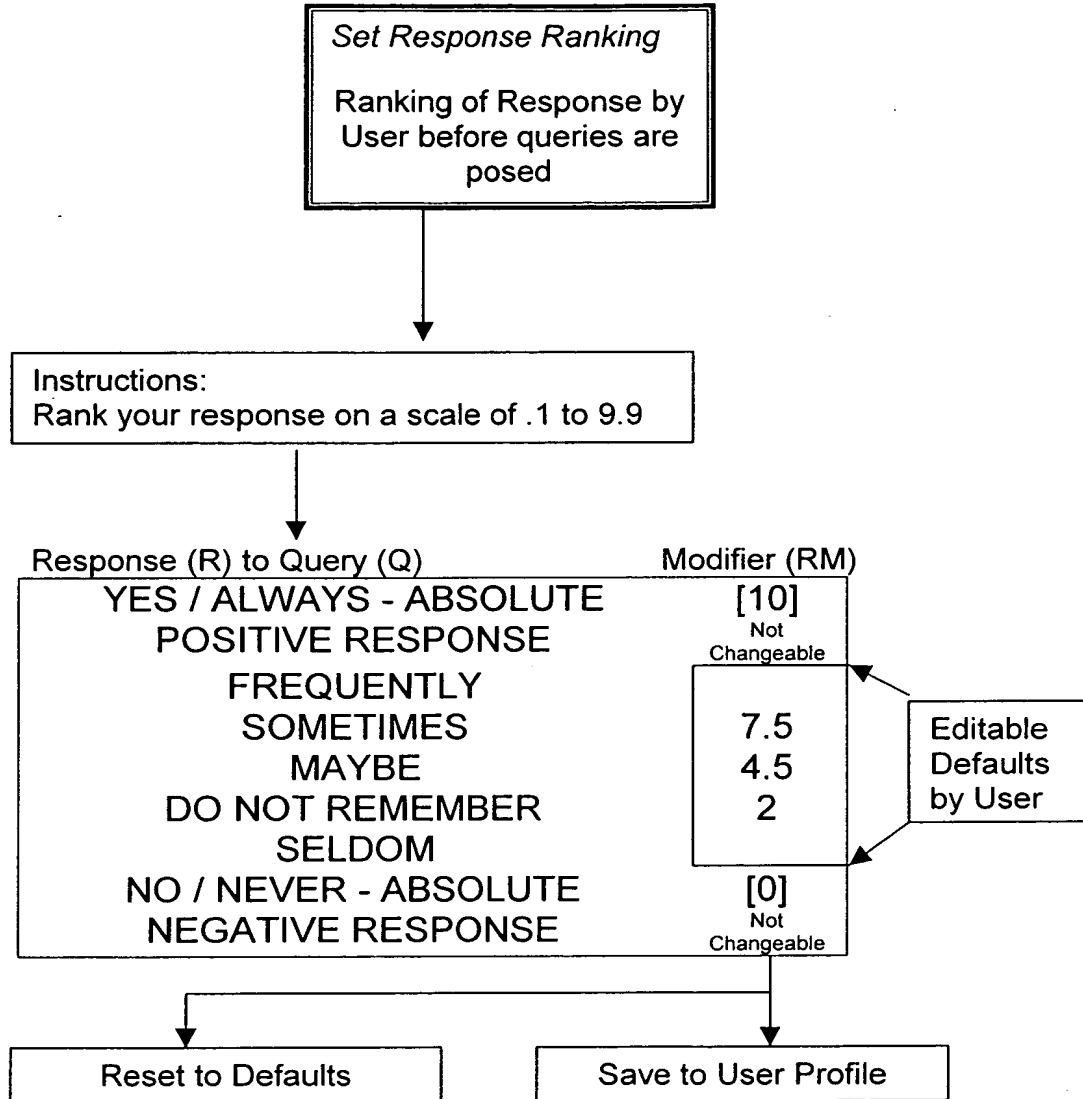 Set Response Ranking
Ranking of Response by
User before queries are
posed
Instructions:
Rank your response on a scale of .1 to 9.9
Response (R) to Query (Q) Modifier (RM)
YES / ALWAYS - ABSOLUTE [10]
POSITIVE RESPONSE Not
Changeable
FREQUENTLY
SOMETIMES 7.5
MAYBE 4.5
DO NOT REMEMBER 2
SELDOM
Editable
Defaults
by User
NO / NEVER - ABSOLUTE [0]
NEGATIVE RESPONSE Not
Changeable
Reset to Defaults
Save to User Profile